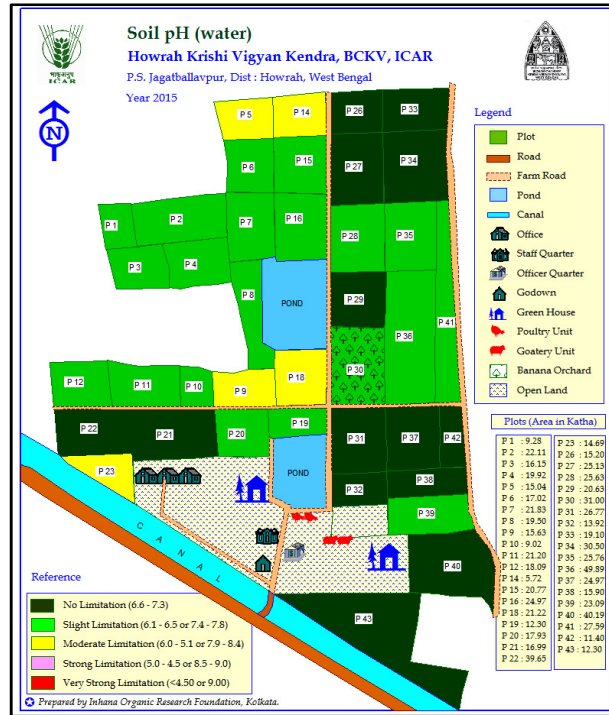 Soil pH (water)
Howrah Krishi Vigyan Kendra, BCKV, ICAR
P.S. Jagatballavpur, Dist : Howrah, West Bengal
Year 2015
ICAR
N
P 5
P 14
P 26
P 33
P 6
P 15
P 27
P 34
P 1
P 2
P 7
P 16
P 28
P 35
P 3
P 4
P 8
POND
P 29
P 41
P 36
P 12
P 11
P 10
P 9
P 18
P 30
P 22
P 21
P 20
P 19
P 31
P 37
P 42
P 23
POND
P 32
P 38
P 39
P 40
P 43
CANAL
Legend
Plot
Road
Farm Road
Pond
Canal
Office
Staff Quarter
Officer Quarter
Godown
Green House
Poultry Unit
Goatery Unit
Banana Orchard
Open Land
Plots (Area in Katha)
P 1 : 9.28
P 2 : 22.11
P 3 : 16.15
P 4 : 19.92
P 5 : 15.04
P 6 : 17.02
P 7 : 21.83
P 8 : 19.50
P 9 : 15.63
P 10 : 9.02
P 11 : 21.20
P 12 : 18.09
P 14 : 5.72
P 15 : 20.77
P 16 : 24.97
P 18 : 21.22
P 19 : 12.30
P 20 : 17.93
P 21 : 16.99
P 22 : 39.65
P 23 : 14.69
P 26 : 15.20
P 27 : 25.13
P 28 : 25.63
P 29 : 20.63
P 30 : 31.00
P 31 : 26.77
P 32 : 13.92
P 33 : 19.10
P 34 : 30.50
P 35 : 25.76
P 36 : 49.89
P 37 : 24.97
P 38 : 15.90
P 39 : 23.09
P 40 : 40.19
P 41 : 27.59
P 42 : 11.40
P 43 : 12.30
Reference
No Limitation (6.6 - 7.3)
Slight Limitation (6.1 - 6.5 or 7.4 - 7.8)
Moderate Limitation (6.0 - 5.1 or 7.9 - 8.4)
Strong Limitation (5.0 - 4.5 or 8.5 - 9.0)
Very Strong Limitation (<4.50 or 9.00)
Prepared by Inhana Organic Research Foundation, Kolkata.